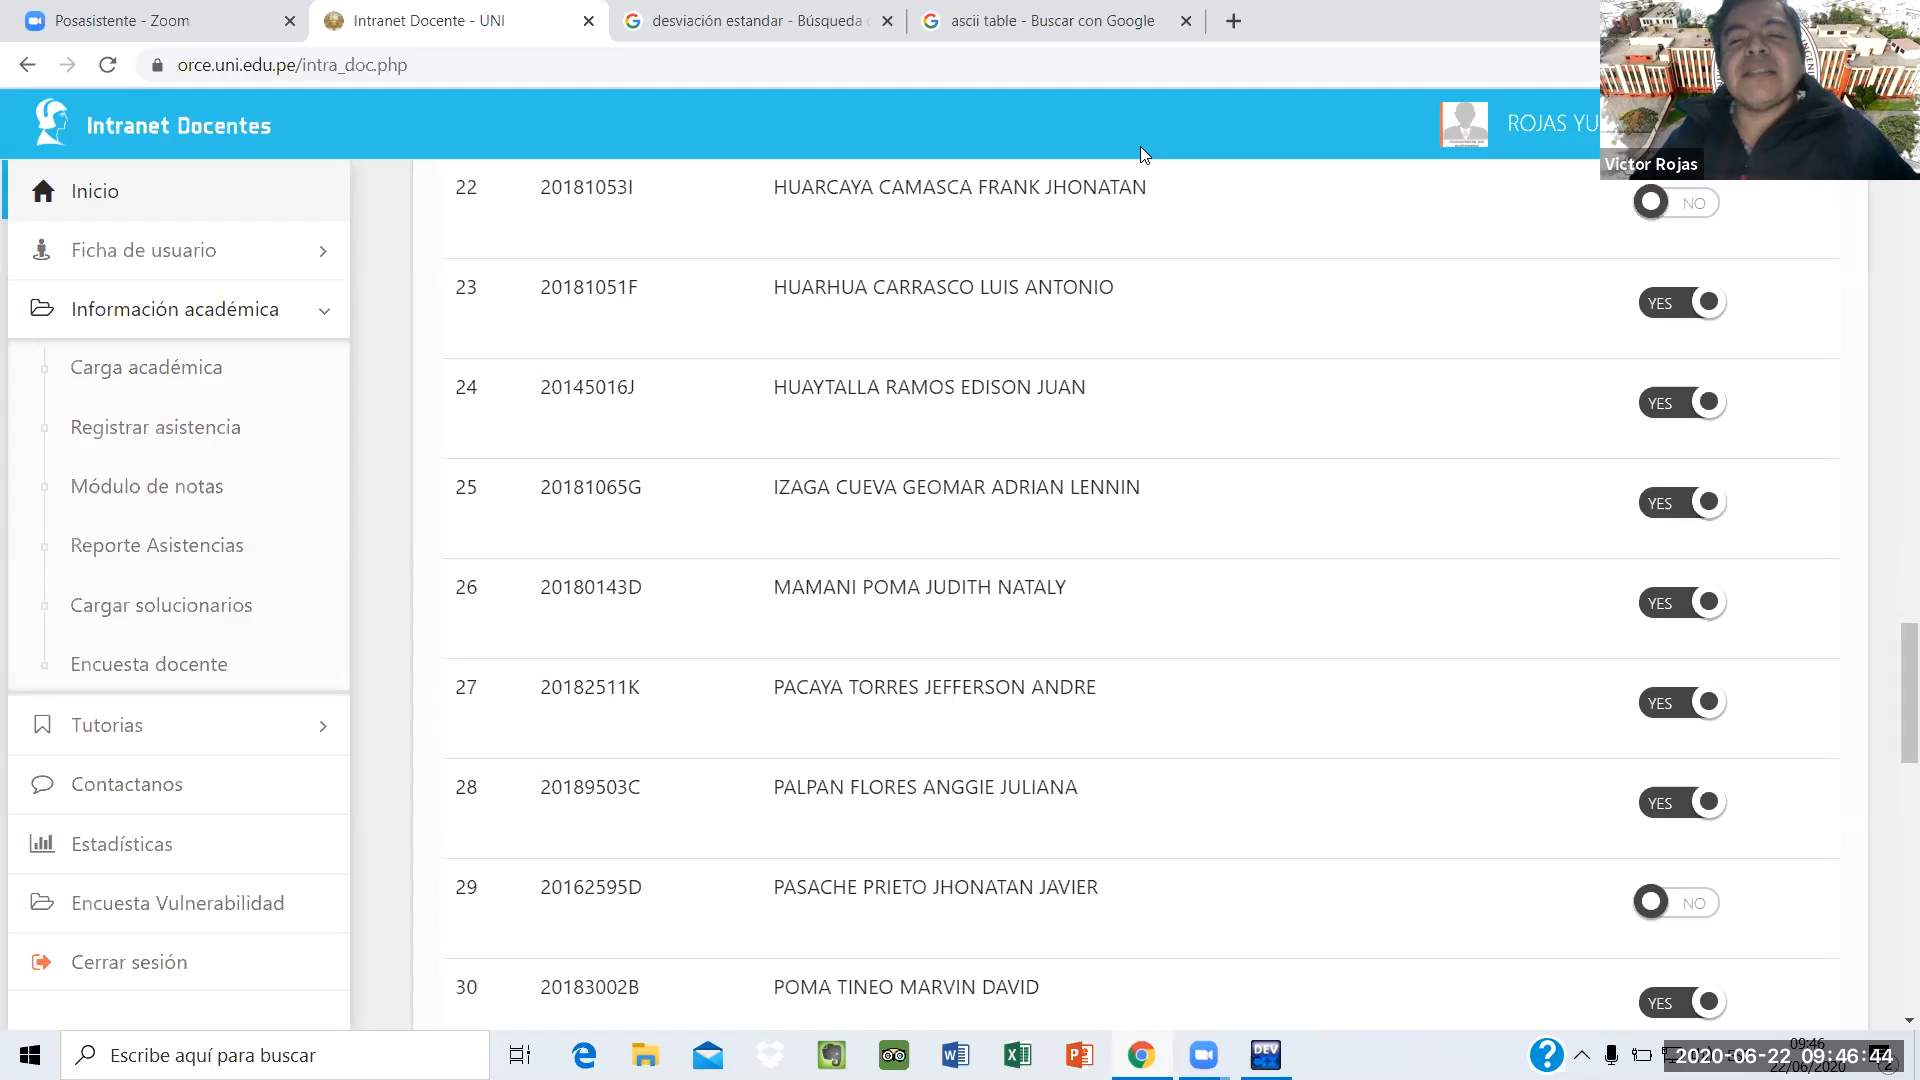 Posasistente - Zoom
Intranet Docente - UNI
desviación estandar - Búsqueda
ascii table - Buscar con Google
orce.uni.edu.pe/intra_doc.php
Intranet Docentes
ROJAS YU
Victor Rojas
Inicio
Ficha de usuario
Información académica
Carga académica
Registrar asistencia
Módulo de notas
Reporte Asistencias
Cargar solucionarios
Encuesta docente
Tutorias
Contactanos
Estadísticas
Encuesta Vulnerabilidad
Cerrar sesión
22 20181053I HUARCAYA CAMASCA FRANK JHONATAN NO
23 20181051F HUARHUA CARRASCO LUIS ANTONIO YES
24 20145016J HUAYTALLA RAMOS EDISON JUAN YES
25 20181065G IZAGA CUEVA GEOMAR ADRIAN LENNIN YES
26 20180143D MAMANI POMA JUDITH NATALY YES
27 20182511K PACAYA TORRES JEFFERSON ANDRE YES
28 20189503C PALPAN FLORES ANGGIE JULIANA YES
29 20162595D PASACHE PRIETO JHONATAN JAVIER NO
30 20183002B POMA TINEO MARVIN DAVID YES
Escribe aquí para buscar
DEV
09:46
2020-06-22 09:46:44
22/06/2020